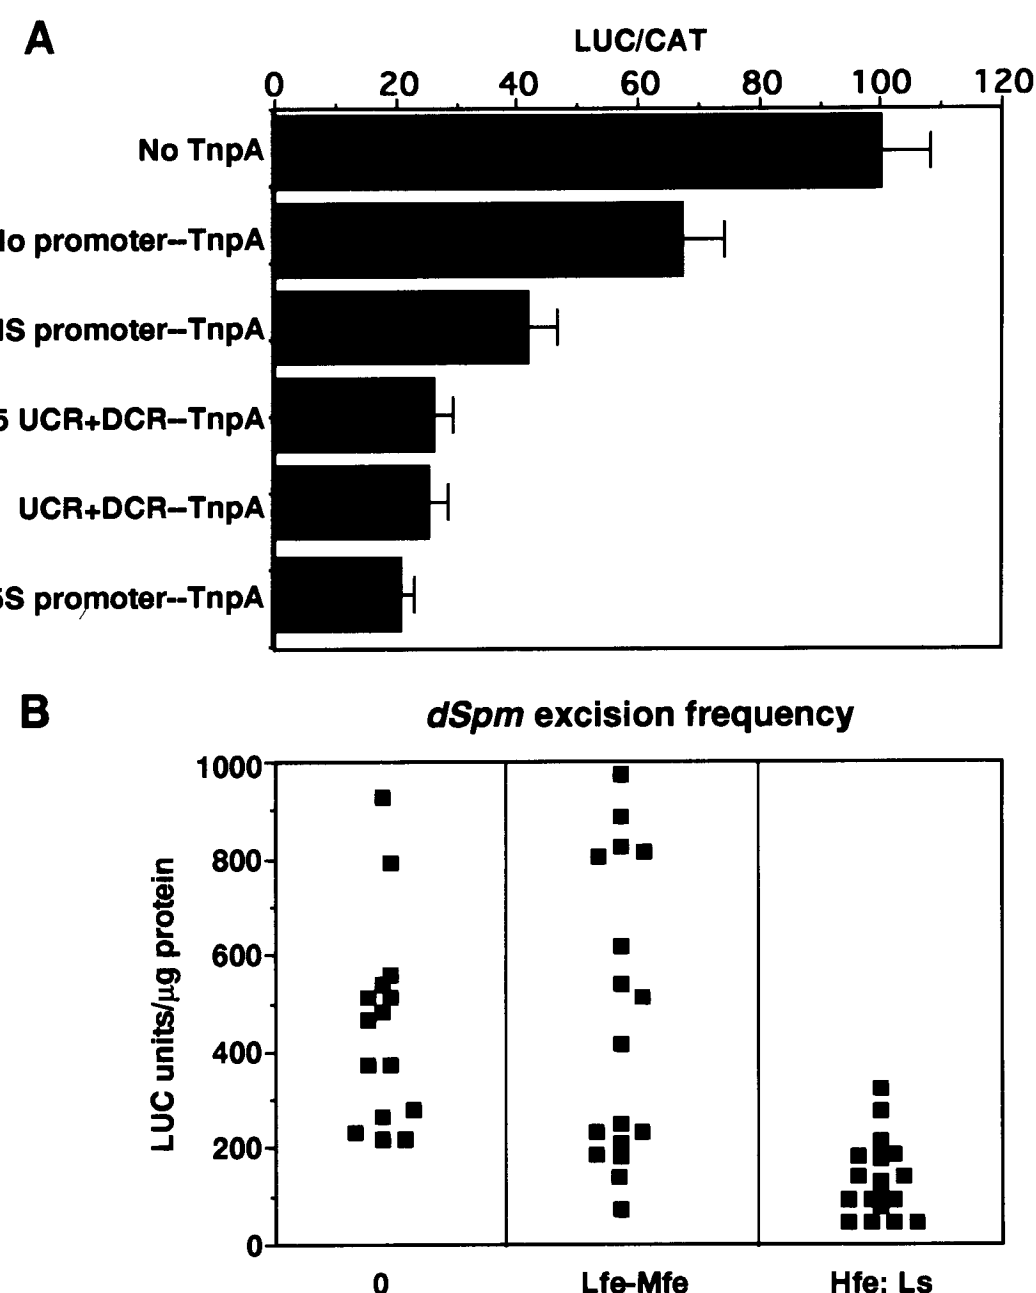 A
LUC/CAT
0 20 40 60 80 100 120
No TnpA
promoter--TnpA
promoter--TnpA
UCR+DCR--TnpA
UCR+DCR--TnpA
promoter--TnpA
B
dSpm excision frequency
LUC units/µg protein
1000
800
600
400
200
0
0 Lfe-Mfe Hfe: Ls